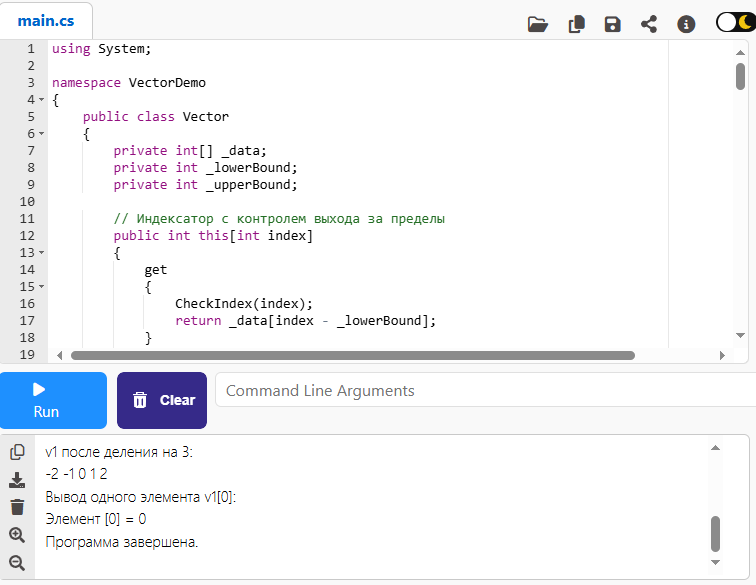 main.cs
1 using System;
2
3 namespace VectorDemo
4 {
5 public class Vector
6 {
7 private int[] _data;
8 private int _lowerBound;
9 private int _upperBound;
10
11 // Индексатор с контролем выхода за пределы
12 public int this[int index]
13 {
14 get
15 {
16 CheckIndex(index);
17 return _data[index - _lowerBound];
18 }
19
Run
Clear
Command Line Arguments
v1 после деления на 3:
-2 -1 0 1 2
Вывод одного элемента v1[0]:
Элемент [0] = 0
Программа завершена.